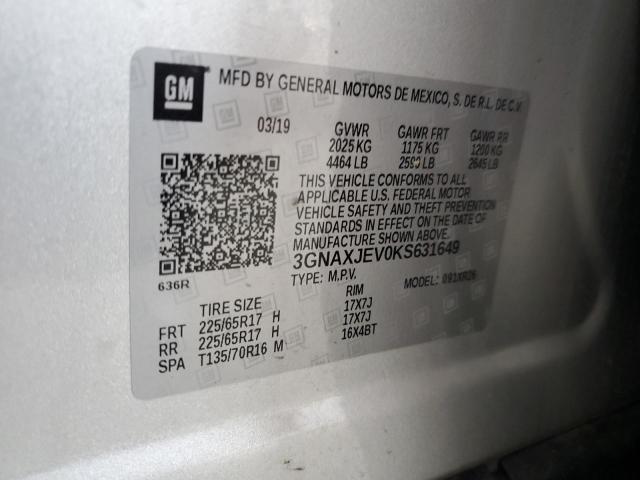 GM
MFD BY GENERAL MOTORS DE MEXICO, S. DE R.L. DE C.V
03/19 GVWR GAWR FRT GAWR RR
2025 KG 1175 KG 1200 KG
4464 LB 2590 LB 2645 LB
THIS VEHICLE CONFORMS TO ALL
APPLICABLE U.S. FEDERAL MOTOR
VEHICLE SAFETY AND THEFT PREVENTION
STANDARDS IN EFFECT ON THE DATE OF
MANUFACTURE SHOWN ABOVE.
3GNAXJEV0KS631649
636R TYPE: M.P.V. MODEL:
TIRE SIZE RIM
FRT 225/65R17 H 17X7J
RR 225/65R17 H 17X7J
SPA T135/70R16 M 16X4BT